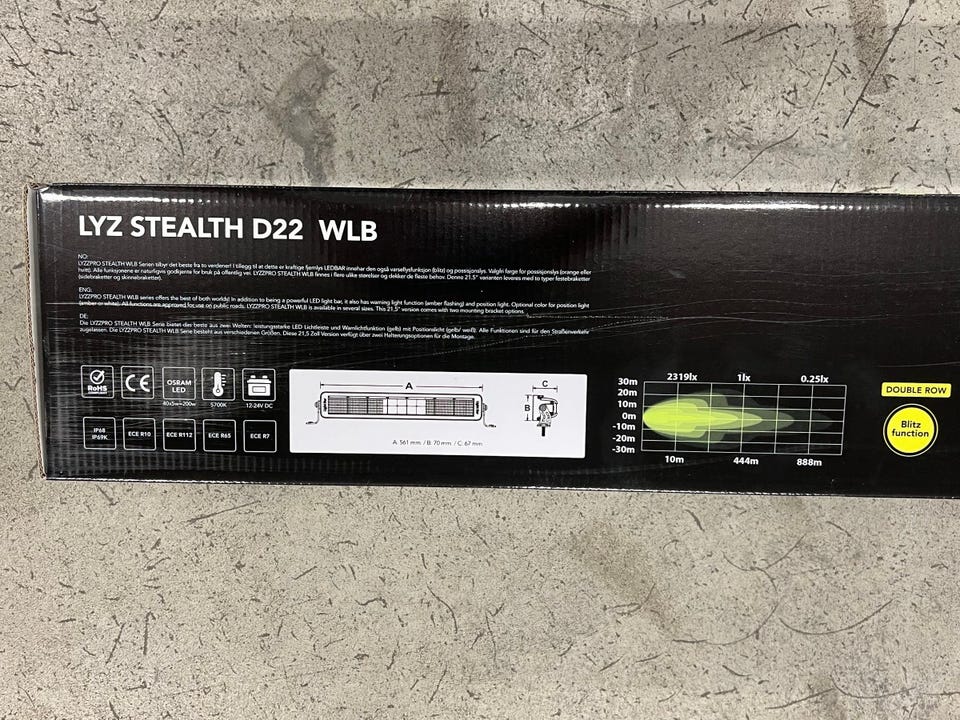 LYZ STEALTH D22 WLB
NO:
LYZZPRO STEALTH WLB Serien tilbyr det beste fra to verdener! I tillegg til at dette er kraftige fjernlys LEDBAR innehar den også varsellysfunksjon (blitz) og posisjonslys. Valgfri farge for posisjonslys (orange eller
hvitt). Alle funksjonene er naturligvis godkjente for bruk på offentlig vei. LYZZPRO STEALTH WLB finnes i flere ulike størrelser og dekker de fleste behov. Denne 21.5" varianten leveres med to typer festebraketter
(sidebraketter og skinnebraketter).
ENG:
LYZZPRO STEALTH WLB series offers the best of both worlds! In addition to being a powerful LED light bar, it also has warning light function (amber flashing) and position light. Optional color for position light
(amber or white). All functions are approved for use on public roads. LYZZPRO STEALTH WLB is available in several sizes. This 21.5" version comes with two mounting bracket options.
DE:
Die LYZZPRO STEALTH WLB Serie bietet das beste aus zwei Welten: leistungsstarke LED Lichtleiste und Warnlichtfunktion (gelb) mit Positionslicht (gelb/ weiß). Alle Funktionen sind für den Straßenverkehr
zugelassen. Die LYZZPRO STEALTH WLB Serie besteht aus verschiedenen Größen. Diese 21,5 Zoll Version verfügt über zwei Halterungsoptionen für die Montage.
RoHS
COMPLIANT
CE
OSRAM
LED
40x5w=200w
5700K
12-24V DC
IP68
IP69K
ECE R10
ECE R112
ECE R65
ECE R7
A
B
C
A: 561 mm / B: 70 mm / C: 67 mm
2319lx 1lx 0.25lx
30m
20m
10m
0m
-10m
-20m
-30m
10m 444m 888m
DOUBLE ROW
Blitz
function